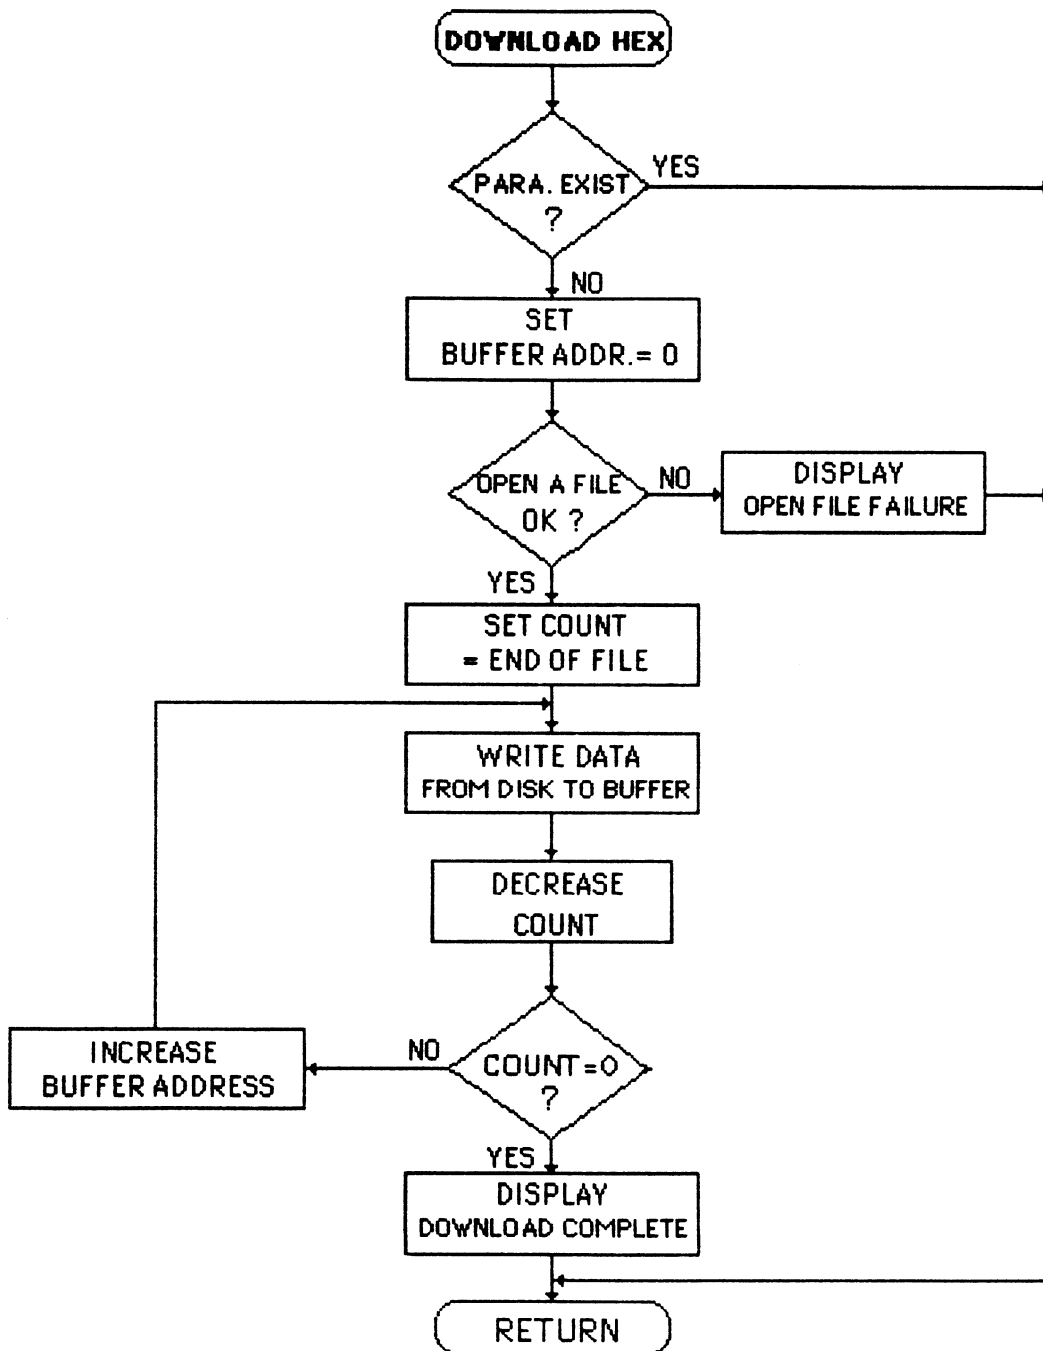 DOWNLOAD HEX
PARA. EXIST
?
YES
NO
SET
BUFFER ADDR.= 0
OPEN A FILE
OK ?
NO
DISPLAY
OPEN FILE FAILURE
YES
SET COUNT
= END OF FILE
WRITE DATA
FROM DISK TO BUFFER
DECREASE
COUNT
COUNT=0
?
NO
INCREASE
BUFFER ADDRESS
YES
DISPLAY
DOWNLOAD COMPLETE
RETURN